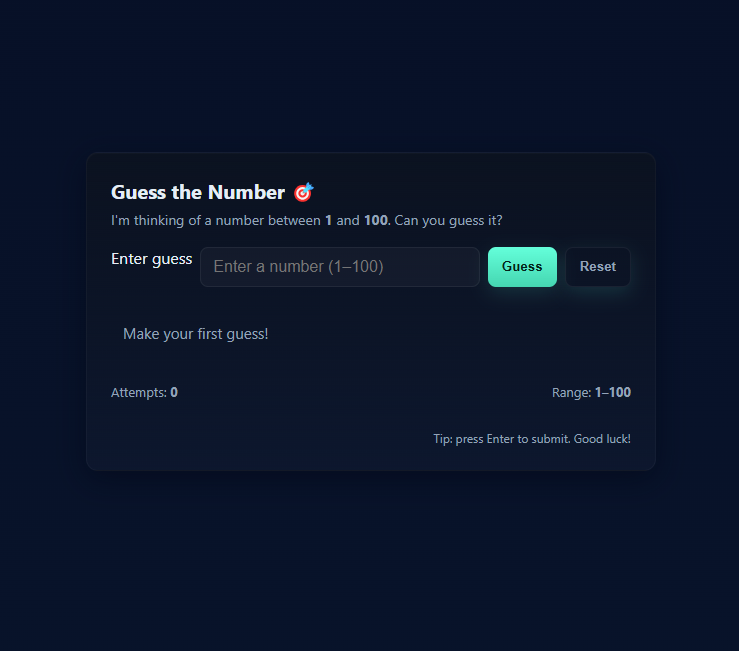 Guess the Number 🎯
I'm thinking of a number between 1 and 100. Can you guess it?
Enter guess
Enter a number (1–100)
Guess
Reset
Make your first guess!
Attempts: 0
Range: 1–100
Tip: press Enter to submit. Good luck!